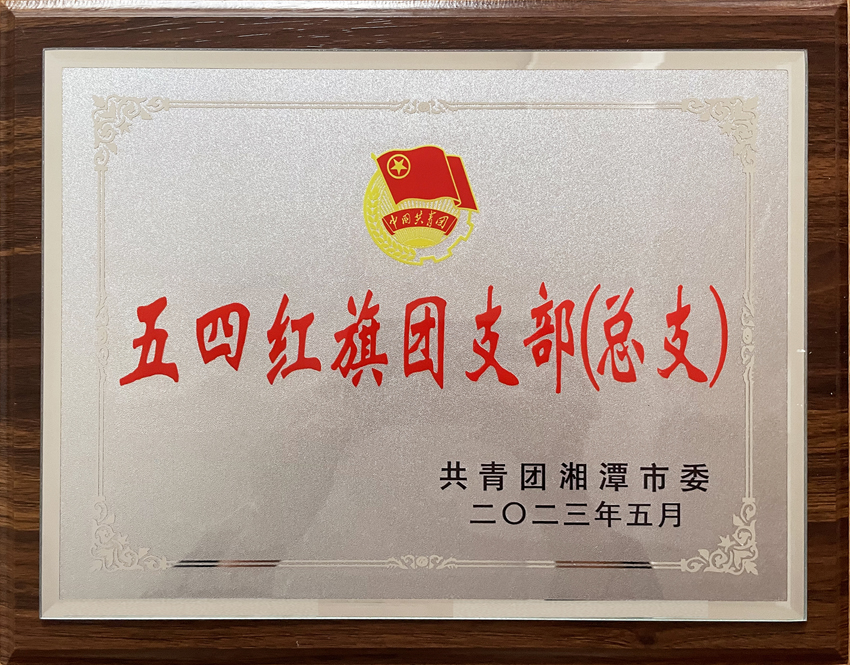 中国共青团
五四红旗团支部(总支)
共青团湘潭市委
二〇二三年五月